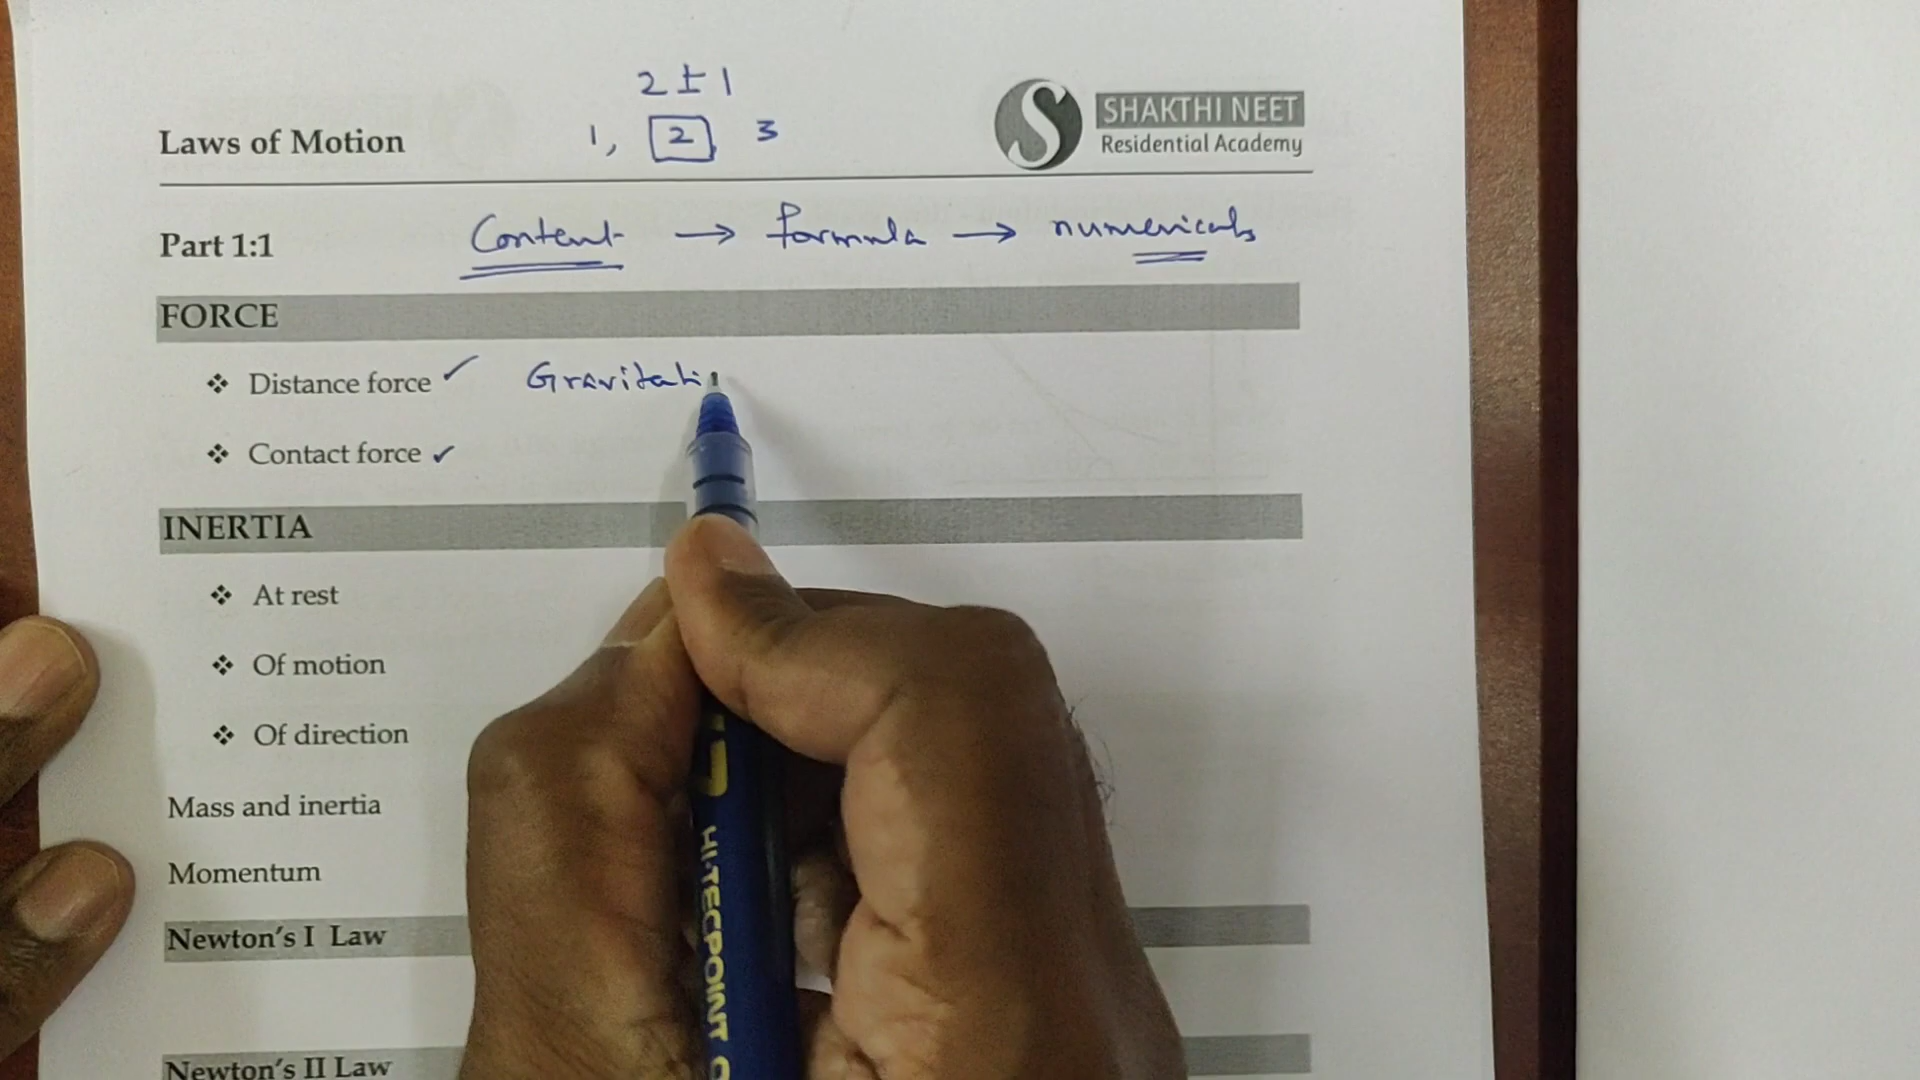 2 ± 1
Laws of Motion
1, 2, 3
SHAKTHI NEET
Residential Academy
Part 1:1
Content → formula → numericals
FORCE
❖ Distance force ✓ Gravitati
❖ Contact force ✓
INERTIA
❖ At rest
❖ Of motion
❖ Of direction
Mass and inertia
Momentum
Newton's I Law
Newton's II Law
HI-TECPOINT